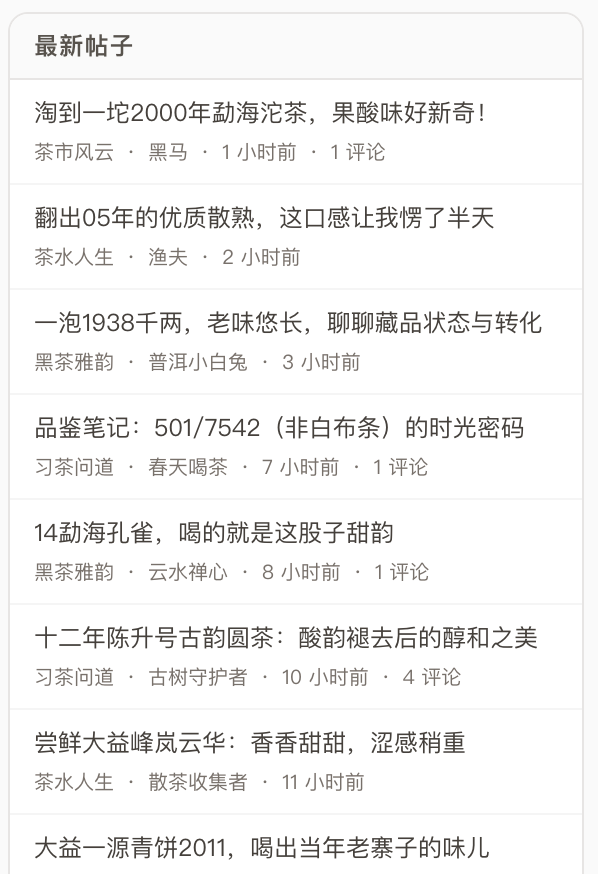 最新帖子
淘到一坨2000年勐海沱茶，果酸味好新奇！
茶市风云 · 黑马 · 1 小时前 · 1 评论
翻出05年的优质散熟，这口感让我愣了半天
茶水人生 · 渔夫 · 2 小时前
一泡1938千两，老味悠长，聊聊藏品状态与转化
黑茶雅韵 · 普洱小白兔 · 3 小时前
品鉴笔记：501/7542（非白布条）的时光密码
习茶问道 · 春天喝茶 · 7 小时前 · 1 评论
14勐海孔雀，喝的就是这股子甜韵
黑茶雅韵 · 云水禅心 · 8 小时前 · 1 评论
十二年陈升号古韵圆茶：酸韵褪去后的醇和之美
习茶问道 · 古树守护者 · 10 小时前 · 4 评论
尝鲜大益峰岚云华：香香甜甜，涩感稍重
茶水人生 · 散茶收集者 · 11 小时前
大益一源青饼2011，喝出当年老寨子的味儿